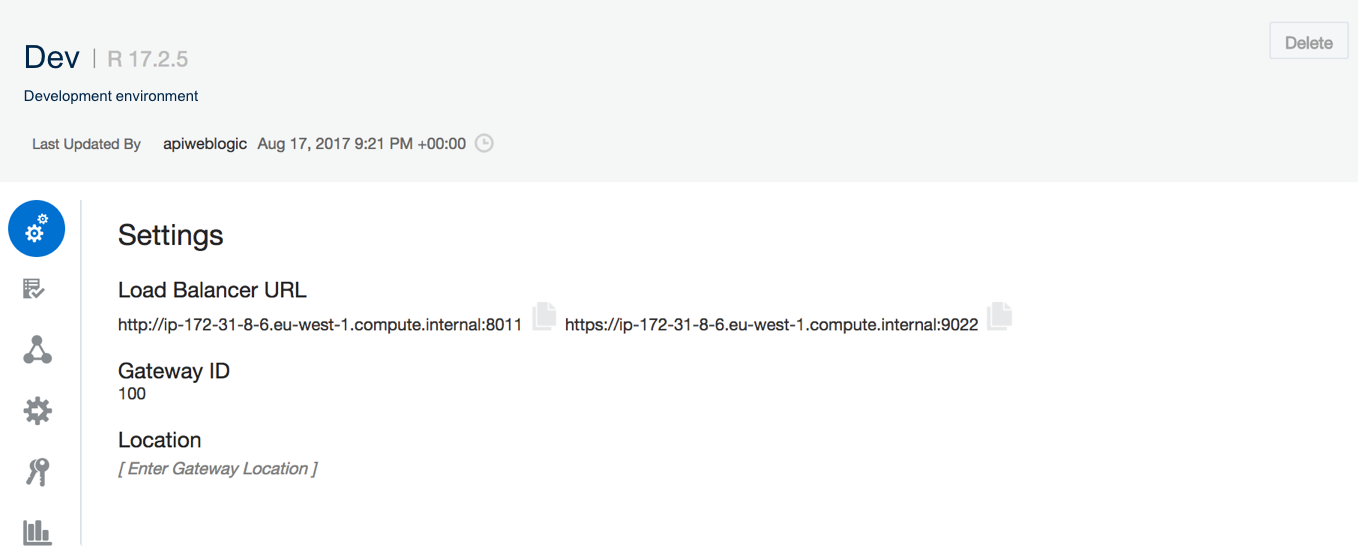 Dev | R 17.2.5
Delete
Development environment
Last Updated By apiweblogic Aug 17, 2017 9:21 PM +00:00
Settings
Load Balancer URL
http://ip-172-31-8-6.eu-west-1.compute.internal:8011 https://ip-172-31-8-6.eu-west-1.compute.internal:9022
Gateway ID
100
Location
[ Enter Gateway Location ]